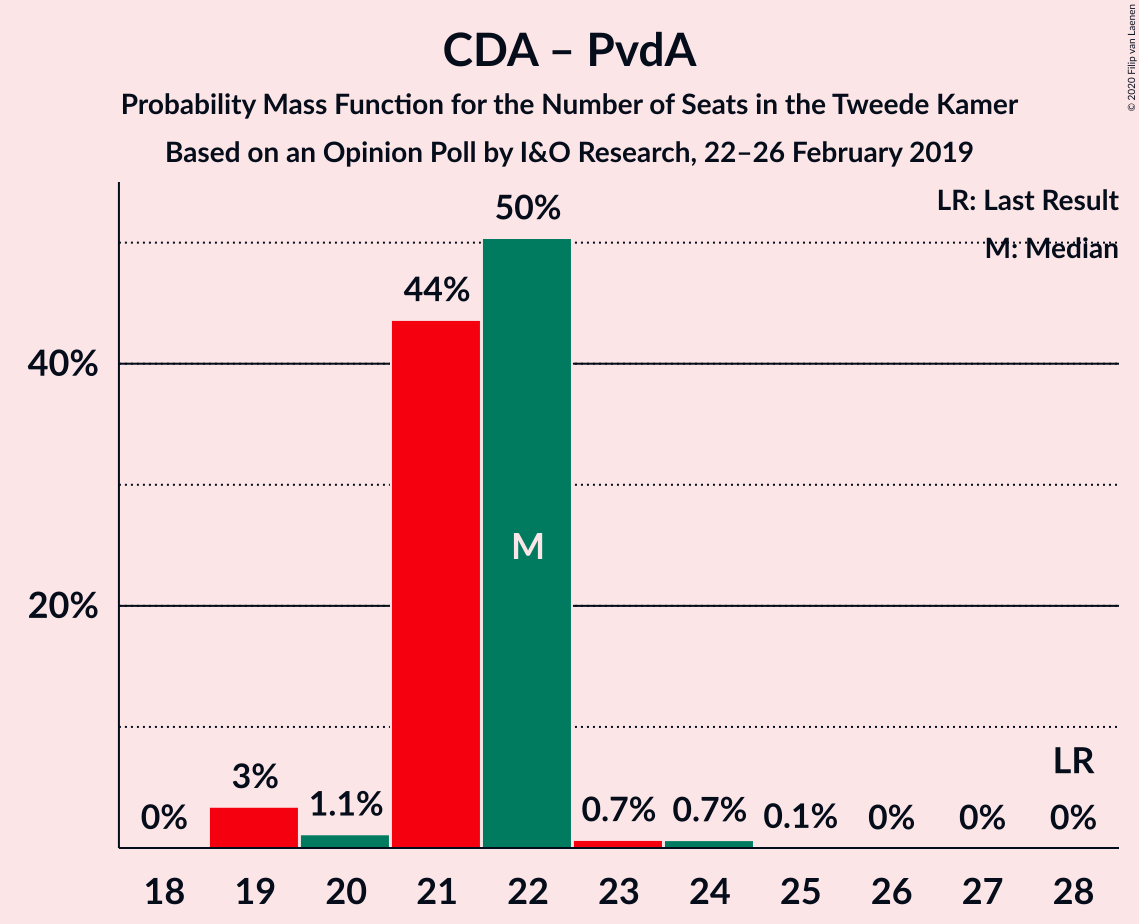 CDA – PvdA
Probability Mass Function for the Number of Seats in the Tweede Kamer
Based on an Opinion Poll by I&O Research, 22–26 February 2019
© 2020 Filip van Laenen
LR: Last Result
M: Median
50%
44%
40%
M
20%
LR
3%
1.1%
0%
0.7%
0.7%
0.1%
0%
0%
0%
18 19 20 21 22 23 24 25 26 27 28